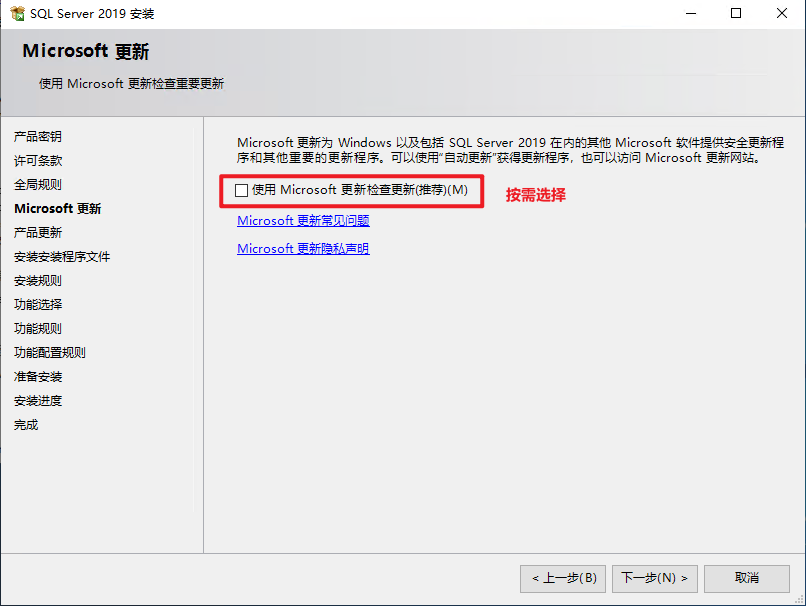 SQL Server 2019 安装
Microsoft 更新
使用 Microsoft 更新检查重要更新
产品密钥
许可条款
全局规则
Microsoft 更新
产品更新
安装安装程序文件
安装规则
功能选择
功能规则
功能配置规则
准备安装
安装进度
完成
Microsoft 更新为 Windows 以及包括 SQL Server 2019 在内的其他 Microsoft 软件提供安全更新程
序和其他重要的更新程序。可以使用“自动更新”获得更新程序，也可以访问 Microsoft 更新网站。
使用 Microsoft 更新检查更新(推荐)(M)
按需选择
Microsoft 更新常见问题
Microsoft 更新隐私声明
< 上一步(B)
下一步(N) >
取消